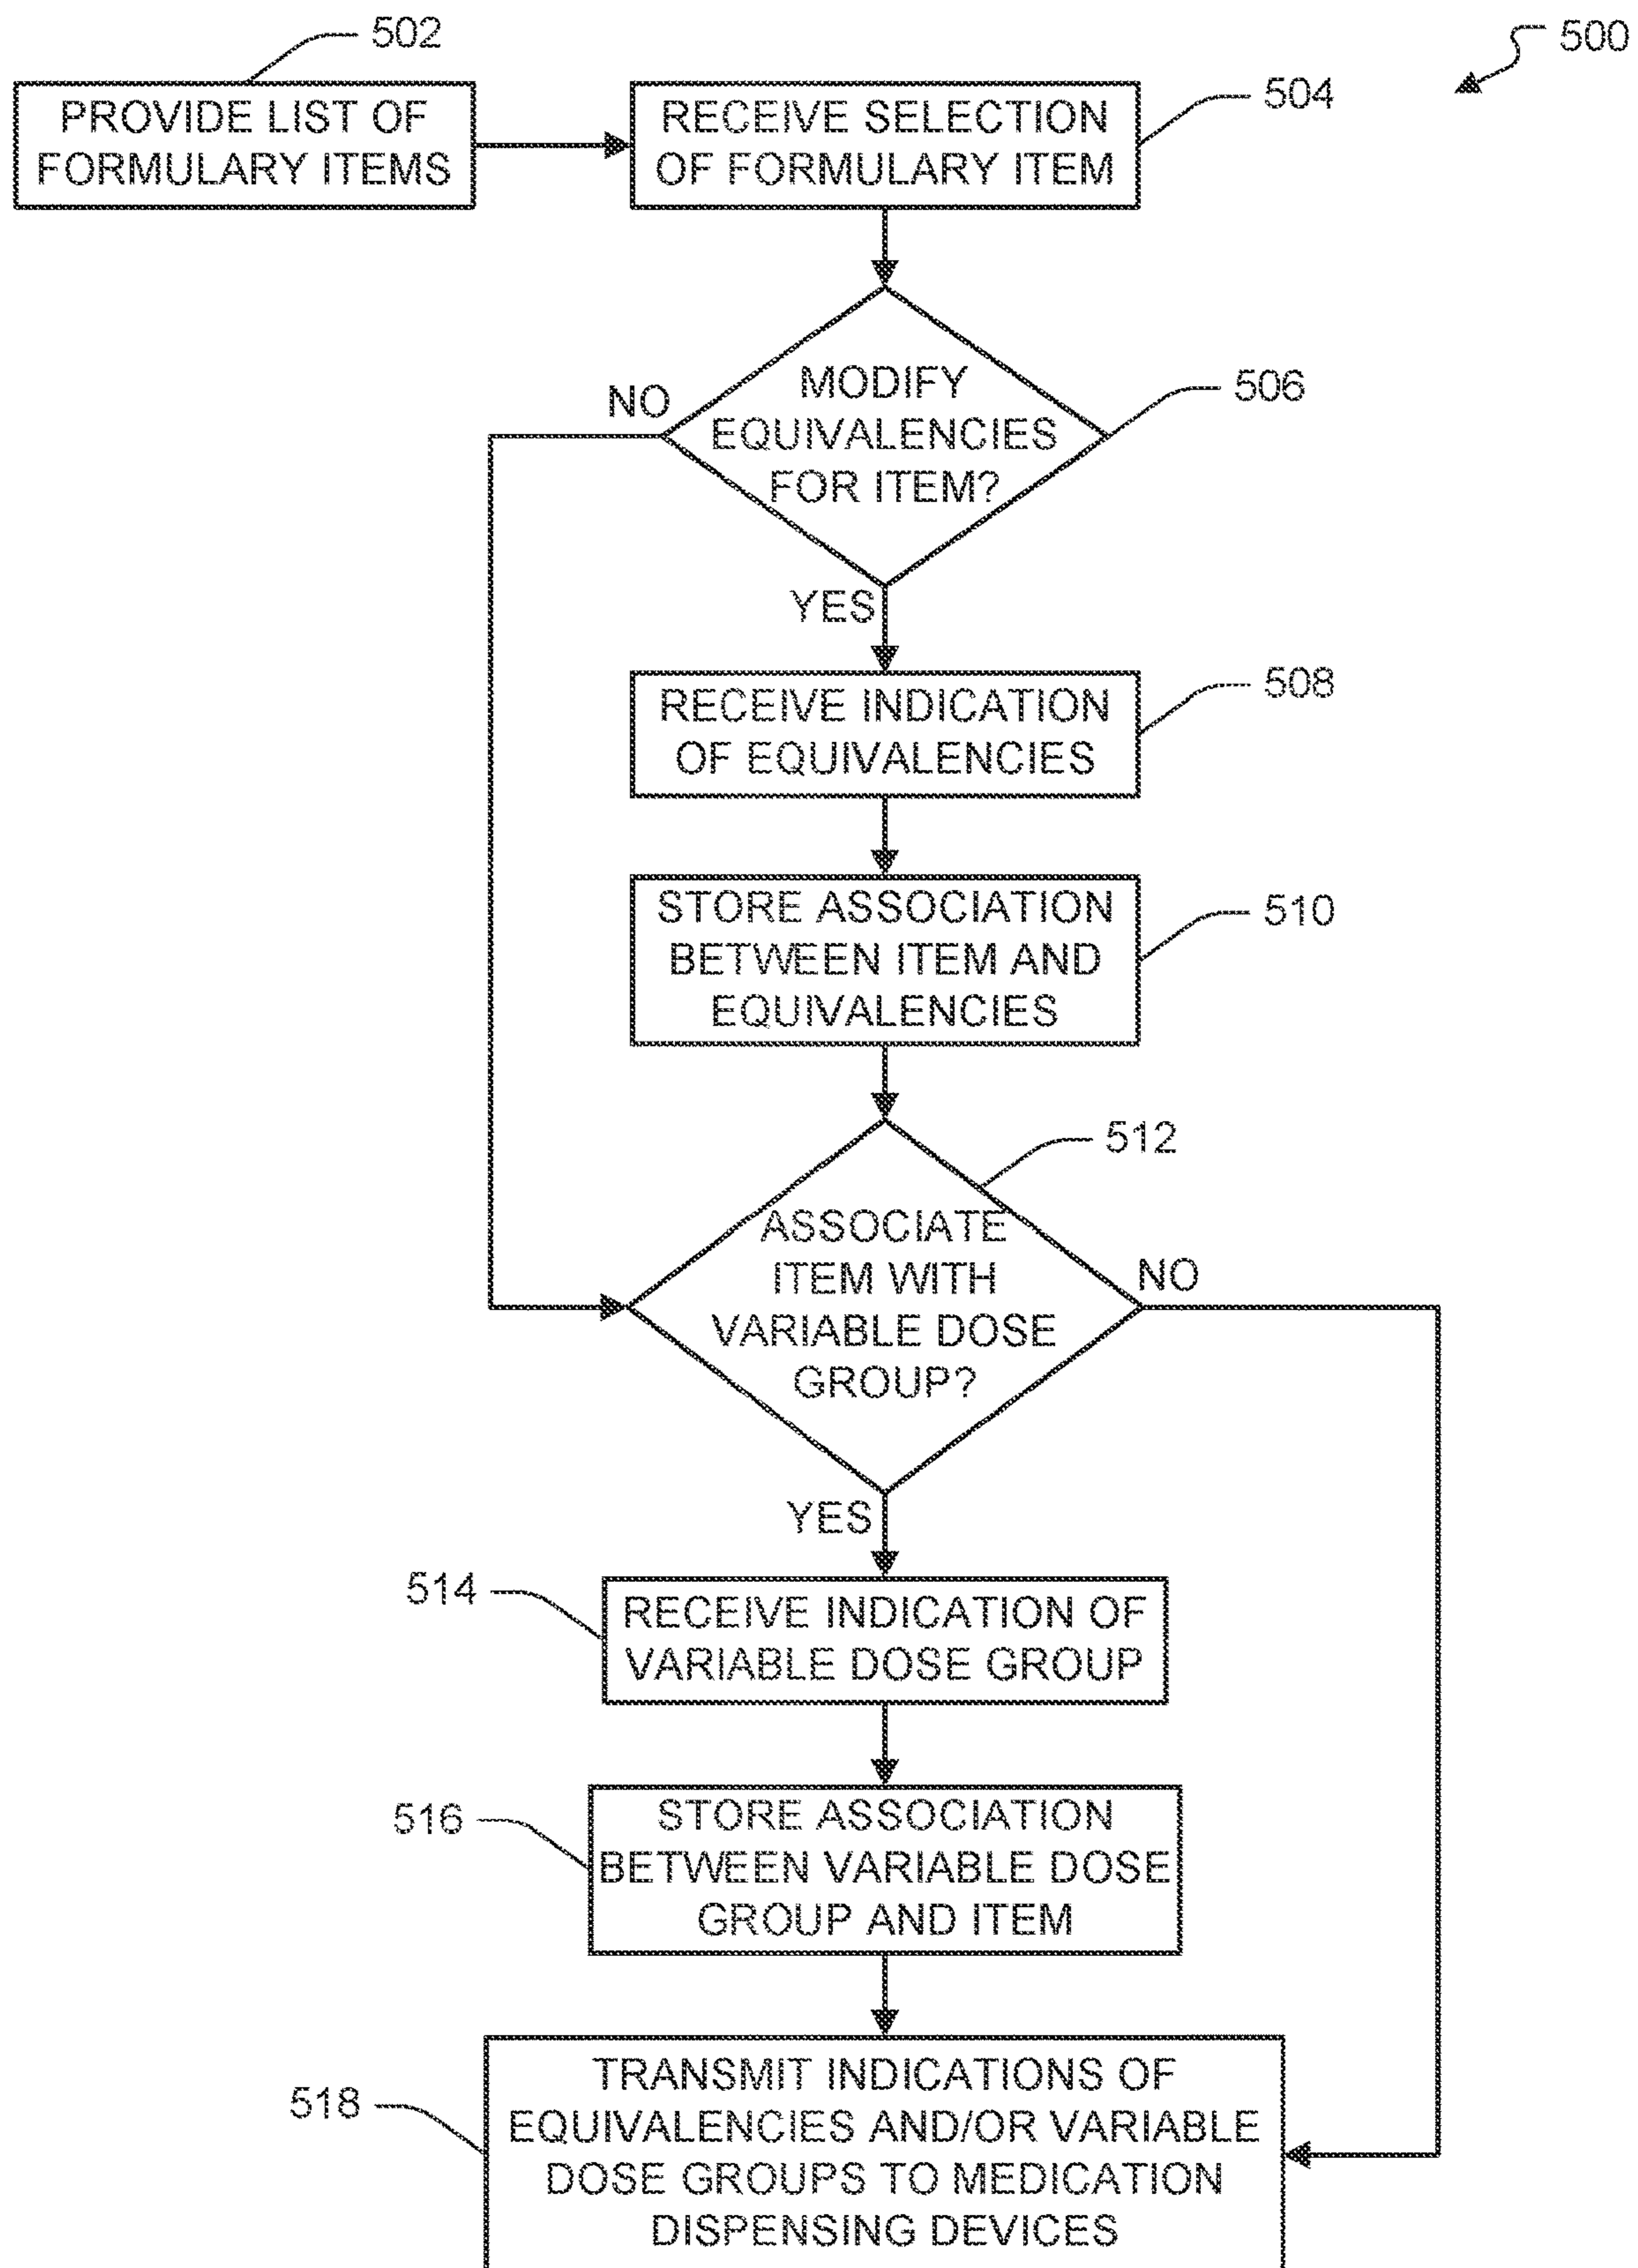 502
500
PROVIDE LIST OF
FORMULARY ITEMS
RECEIVE SELECTION
OF FORMULARY ITEM
504
MODIFY
EQUIVALENCIES
FOR ITEM?
506
NO
YES
RECEIVE INDICATION
OF EQUIVALENCIES
508
STORE ASSOCIATION
BETWEEN ITEM AND
EQUIVALENCIES
510
512
ASSOCIATE
ITEM WITH
VARIABLE DOSE
GROUP?
NO
YES
514
RECEIVE INDICATION OF
VARIABLE DOSE GROUP
516
STORE ASSOCIATION
BETWEEN VARIABLE DOSE
GROUP AND ITEM
518
TRANSMIT INDICATIONS OF
EQUIVALENCIES AND/OR VARIABLE
DOSE GROUPS TO MEDICATION
DISPENSING DEVICES